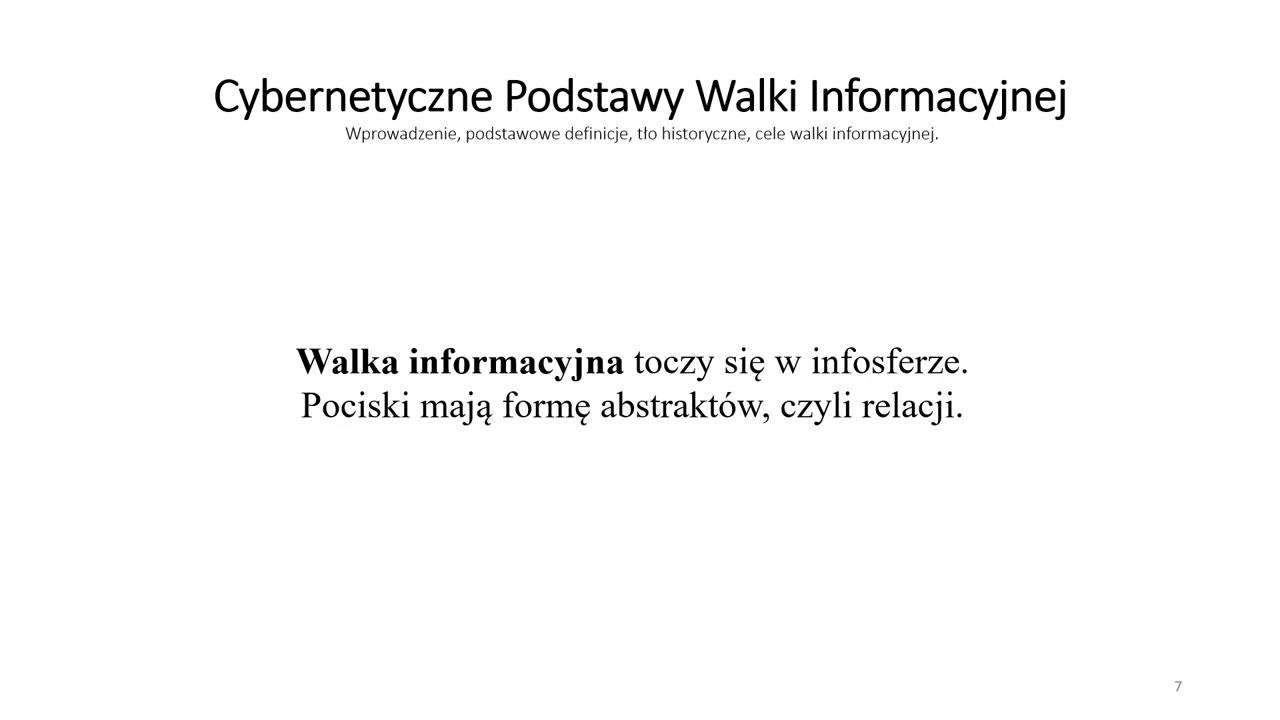 Cybernetyczne Podstawy Walki Informacyjnej
Wprowadzenie, podstawowe definicje, tło historyczne, cele walki informacyjnej.
Walka informacyjna toczy się w infosferze.
Pociski mają formę abstraktów, czyli relacji.
7